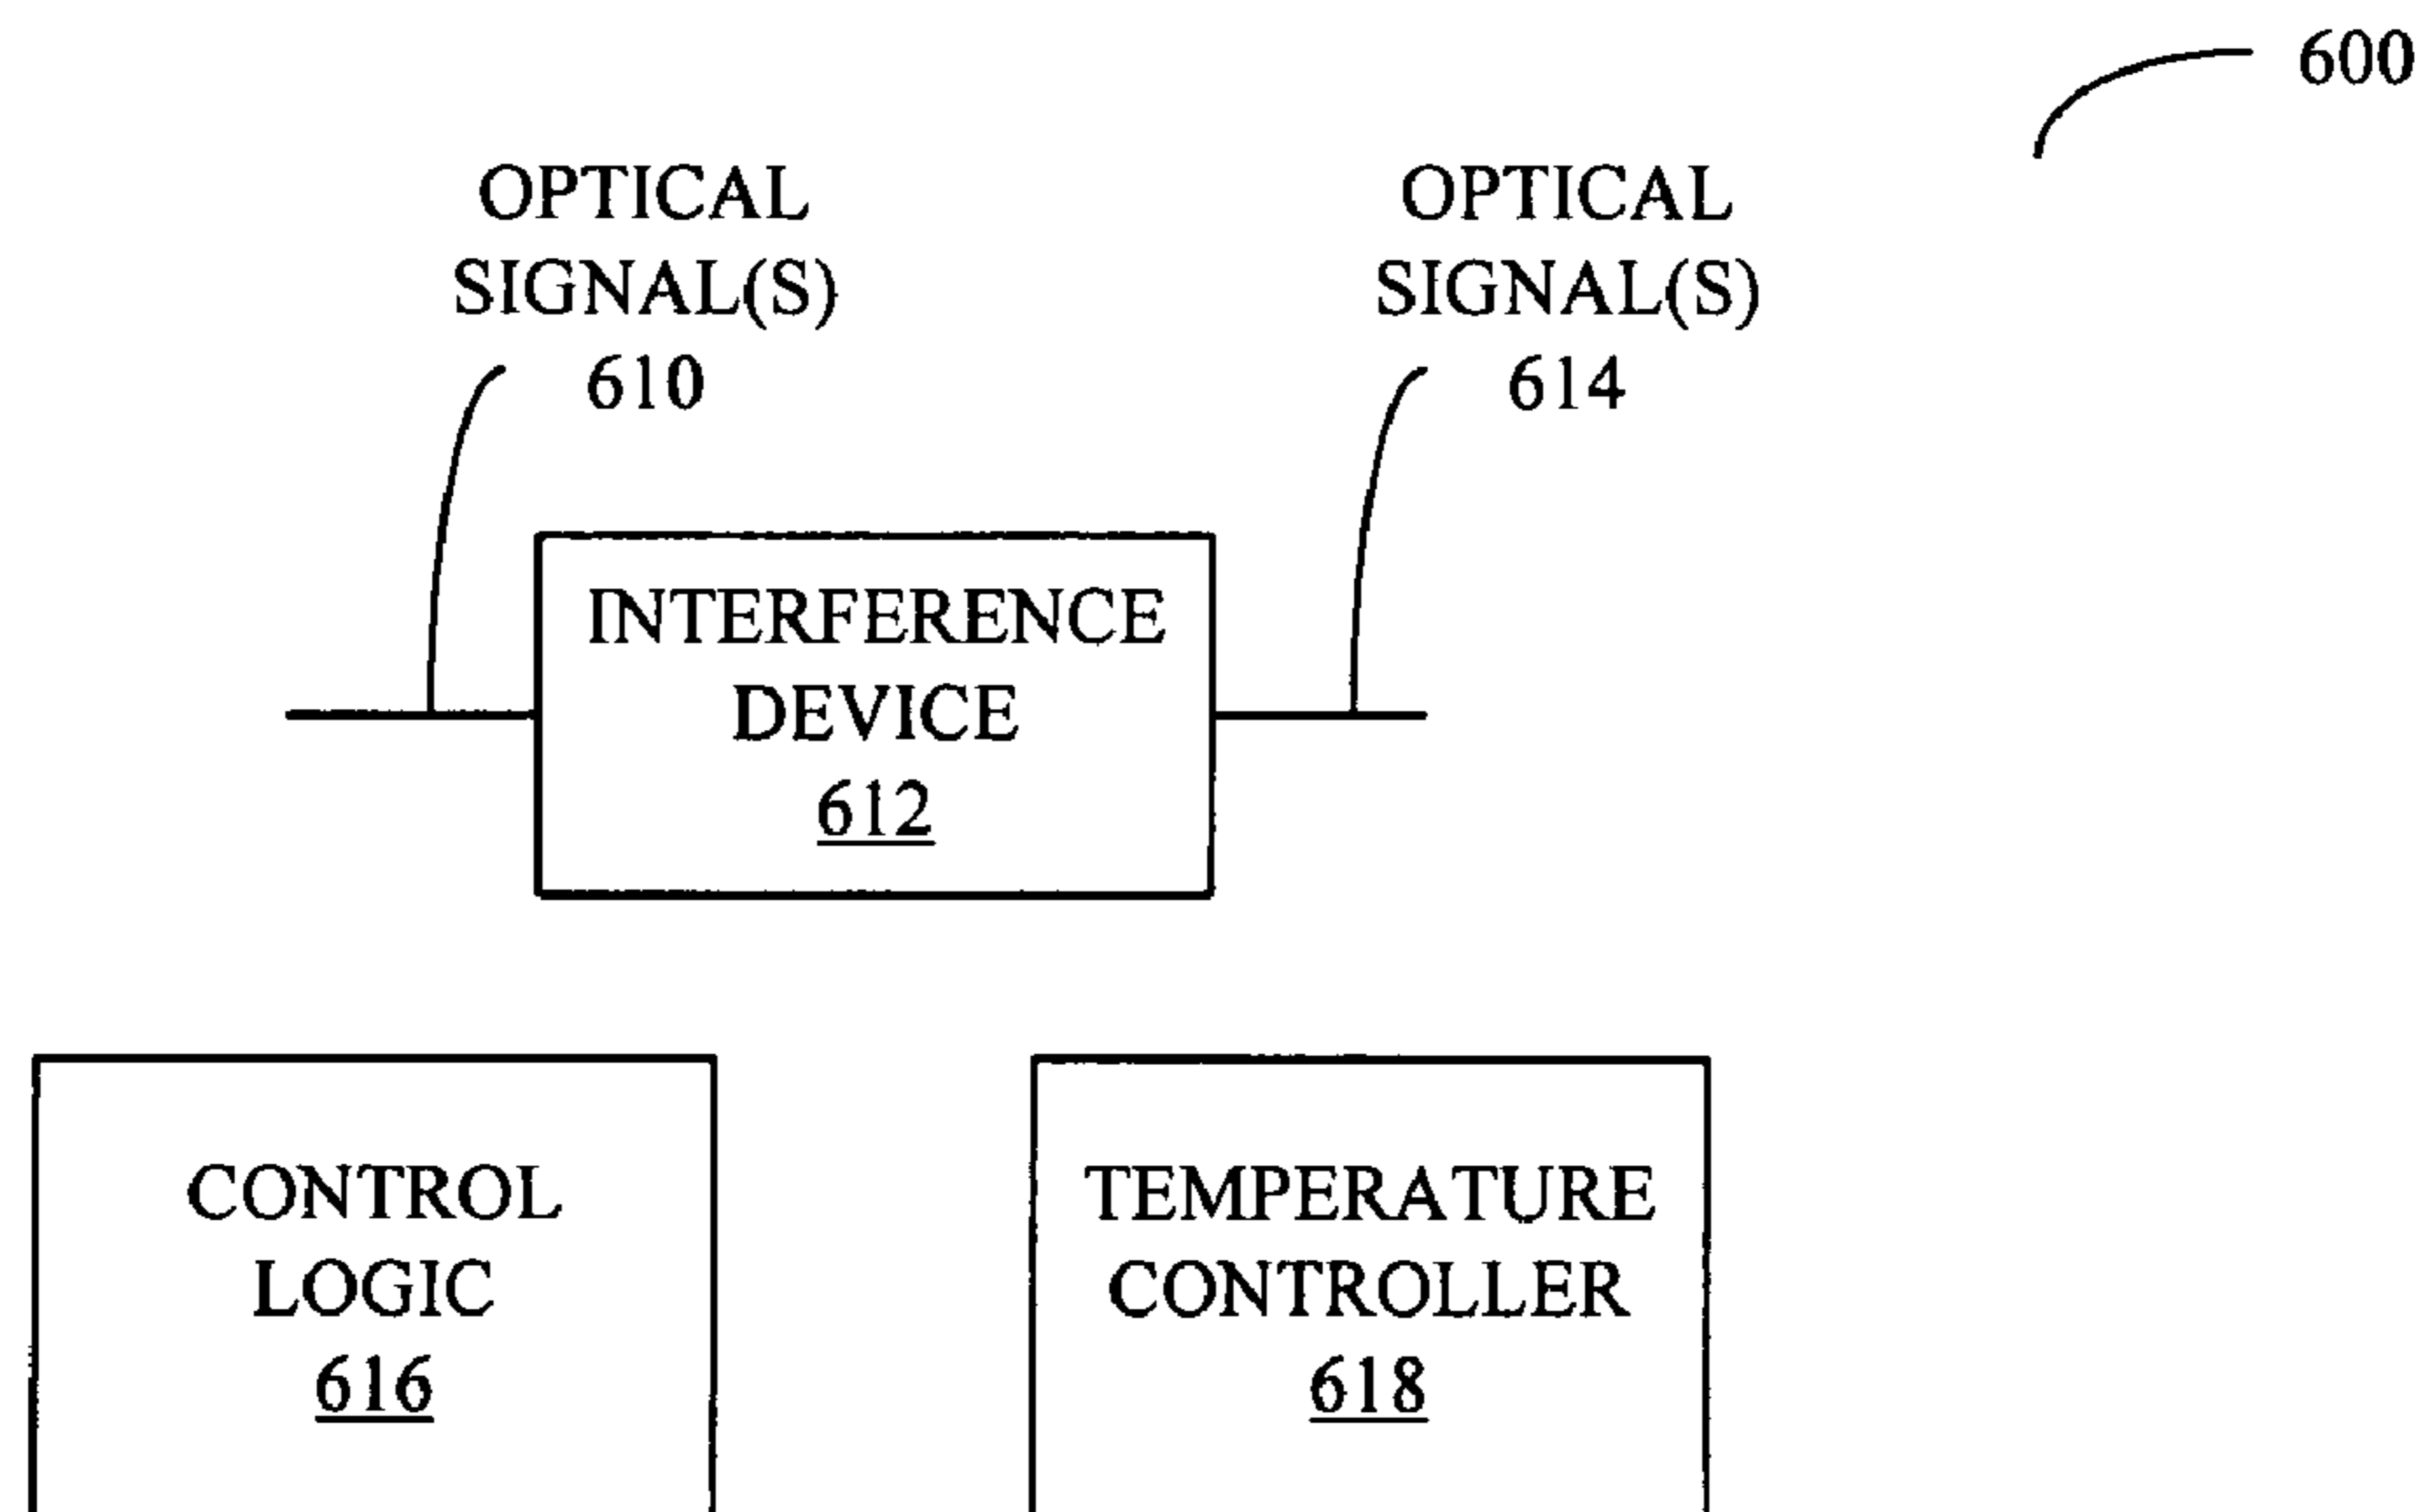 600
OPTICAL
SIGNAL(S)
610
OPTICAL
SIGNAL(S)
614
INTERFERENCE
DEVICE
612
CONTROL
LOGIC
616
TEMPERATURE
CONTROLLER
618